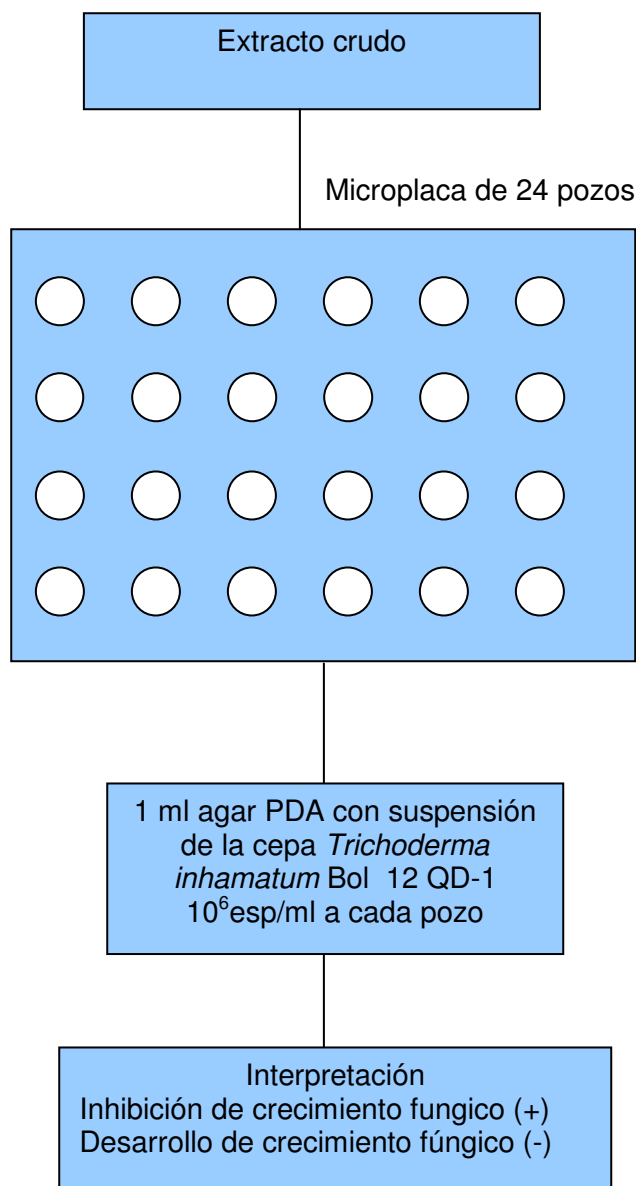 Extracto crudo
Microplaca de 24 pozos
1 ml agar PDA con suspensión
de la cepa Trichoderma
inhamatum Bol 12 QD-1
10⁶esp/ml a cada pozo
Interpretación
Inhibición de crecimiento fungico (+)
Desarrollo de crecimiento fúngico (-)